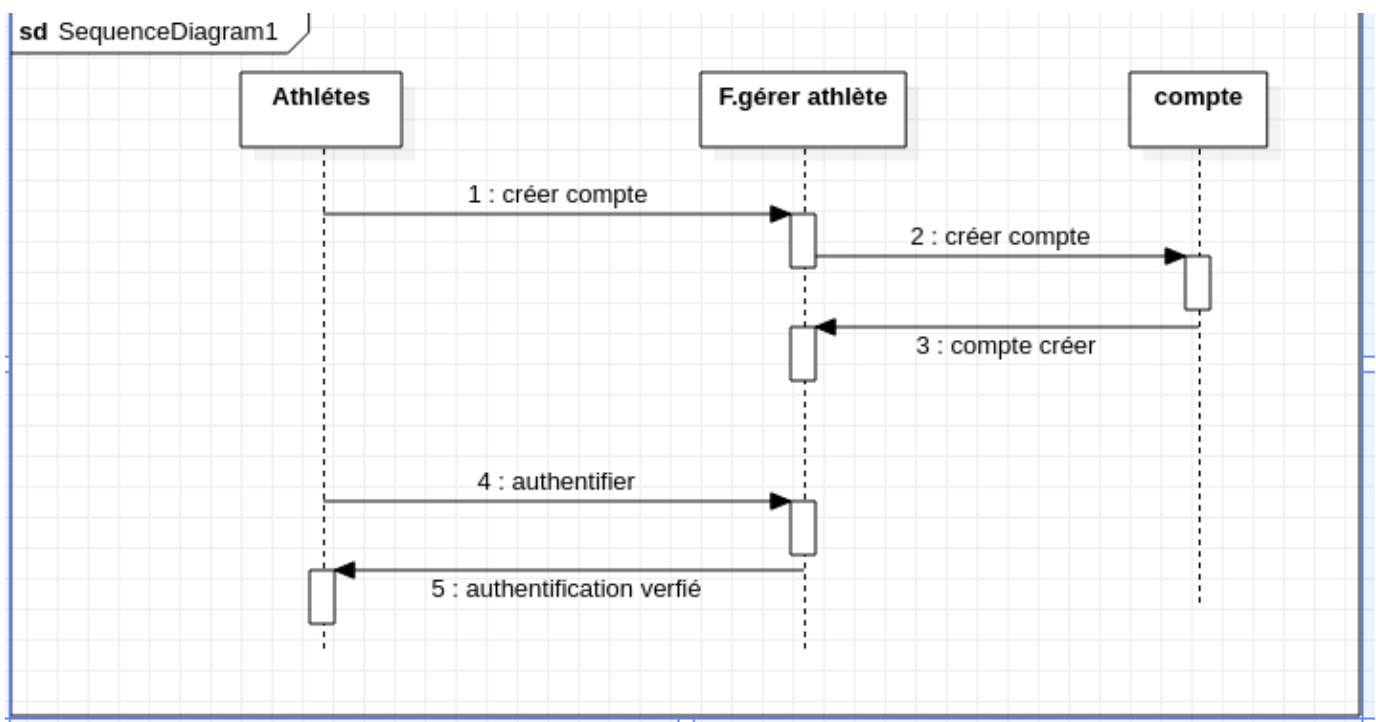 sd SequenceDiagram1
Athlétes
F.gérer athlète
compte
1 : créer compte
2 : créer compte
3 : compte créer
4 : authentifier
5 : authentification verfié